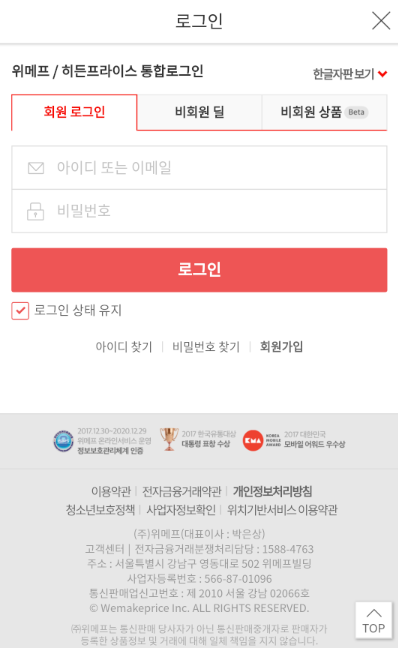 로그인
위메프 / 히든프라이스 통합로그인
한글자판 보기
회원 로그인 비회원 딜 비회원 상품 Beta
아이디 또는 이메일
비밀번호
로그인
로그인 상태 유지
아이디 찾기 | 비밀번호 찾기 | 회원가입
2017.12.30~2020.12.29
위메프 온라인서비스 운영
정보보호관리체계 인증
2017 한국유통대상
대통령 표창 수상
KWA KOREA MOBILE AWARD
2017 대한민국
모바일 어워드 우수상
이용약관 | 전자금융거래약관 | 개인정보처리방침
청소년보호정책 | 사업자정보확인 | 위치기반서비스 이용약관
(주)위메프(대표이사 : 박은상)
고객센터 | 전자금융거래분쟁처리담당 : 1588-4763
주소 : 서울특별시 강남구 영동대로 502 위메프빌딩
사업자등록번호 : 566-87-01096
통신판매업신고번호 : 제 2010 서울 강남 02066호
© Wemakeprice Inc. ALL RIGHTS RESERVED.
㈜위메프는 통신판매 당사자가 아닌 통신판매중개자로 판매자가
등록한 상품정보 및 거래에 대해 일체 책임을 지지 않습니다.
TOP